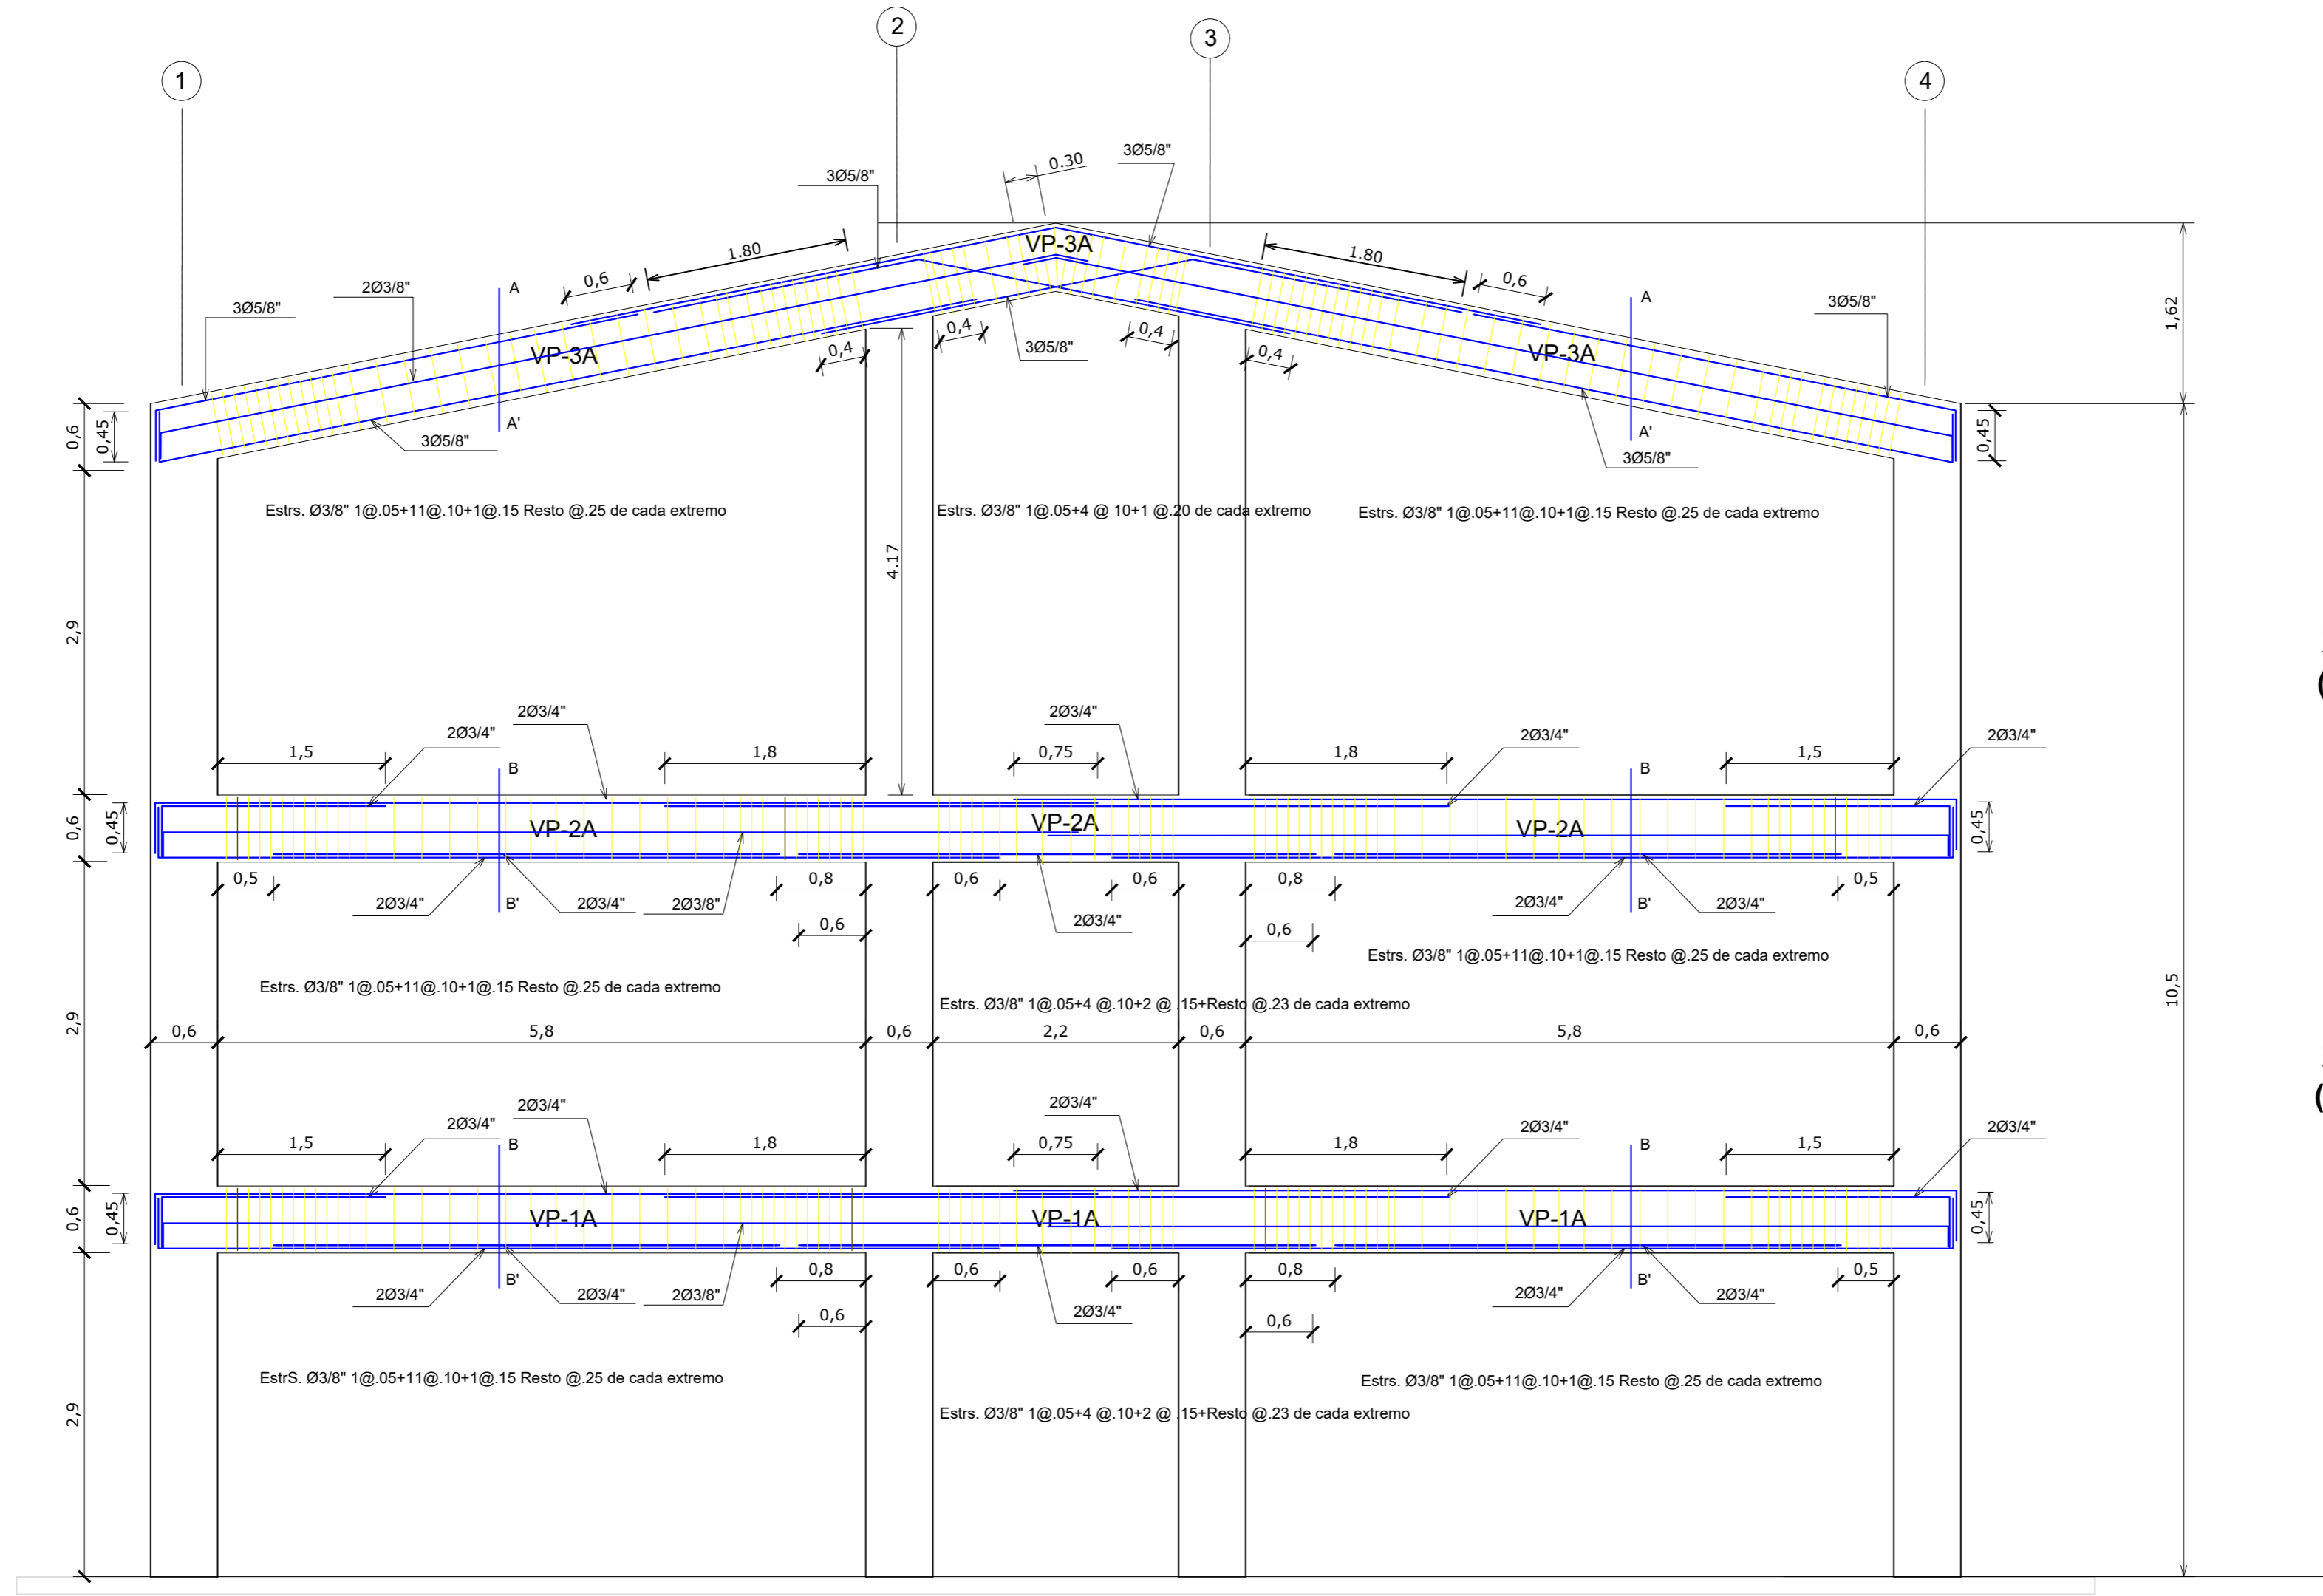 2
3
1
4
3Ø5/8"
0.30
3Ø5/8"
VP-3A
1.80
1.80
0,6
0,6
2Ø3/8"
A
A
3Ø5/8"
3Ø5/8"
1,62
VP-3A
0,4
0,4
3Ø5/8"
0,4
0,4
VP-3A
A'
A'
3Ø5/8"
3Ø5/8"
0,6
0,45
0,45
Estrs. Ø3/8" 1@.05+11@.10+1@.15 Resto @.25 de cada extremo
Estrs. Ø3/8" 1@.05+4 @ 10+1 @.20 de cada extremo
Estrs. Ø3/8" 1@.05+11@.10+1@.15 Resto @.25 de cada extremo
4.17
2,9
(
2Ø3/4"
2Ø3/4"
2Ø3/4"
2Ø3/4"
2Ø3/4"
1,5
1,8
0,75
1,8
1,5
B
B
0,6
0,45
VP-2A
VP-2A
VP-2A
0,45
0,5
0,8
0,6
0,6
0,8
0,5
2Ø3/4"
B'
2Ø3/4"
2Ø3/8"
2Ø3/4"
2Ø3/4"
B'
2Ø3/4"
0,6
0,6
Estrs. Ø3/8" 1@.05+11@.10+1@.15 Resto @.25 de cada extremo
Estrs. Ø3/8" 1@.05+11@.10+1@.15 Resto @.25 de cada extremo
Estrs. Ø3/8" 1@.05+4 @.10+2 @ .15+Resto @.23 de cada extremo
2,9
10,5
0,6
5,8
0,6
2,2
0,6
5,8
0,6
(
2Ø3/4"
2Ø3/4"
2Ø3/4"
2Ø3/4"
2Ø3/4"
1,5
1,8
0,75
1,8
1,5
B
B
0,6
0,45
VP-1A
VP-1A
VP-1A
0,45
0,8
0,6
0,6
0,8
0,5
2Ø3/4"
B'
2Ø3/4"
2Ø3/8"
2Ø3/4"
2Ø3/4"
B'
2Ø3/4"
0,6
0,6
EstrS. Ø3/8" 1@.05+11@.10+1@.15 Resto @.25 de cada extremo
Estrs. Ø3/8" 1@.05+11@.10+1@.15 Resto @.25 de cada extremo
Estrs. Ø3/8" 1@.05+4 @.10+2 @ .15+Resto @.23 de cada extremo
2,9